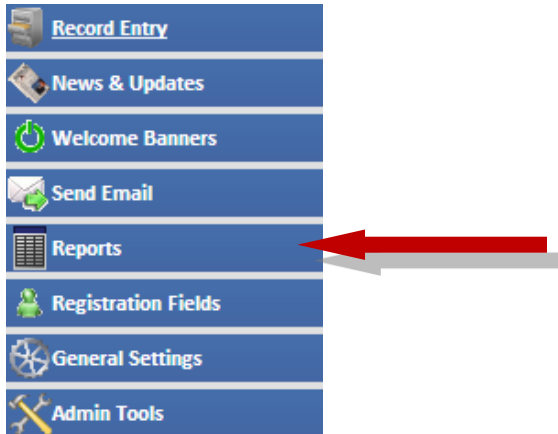 Record Entry
News & Updates
Welcome Banners
Send Email
Reports
Registration Fields
General Settings
Admin Tools